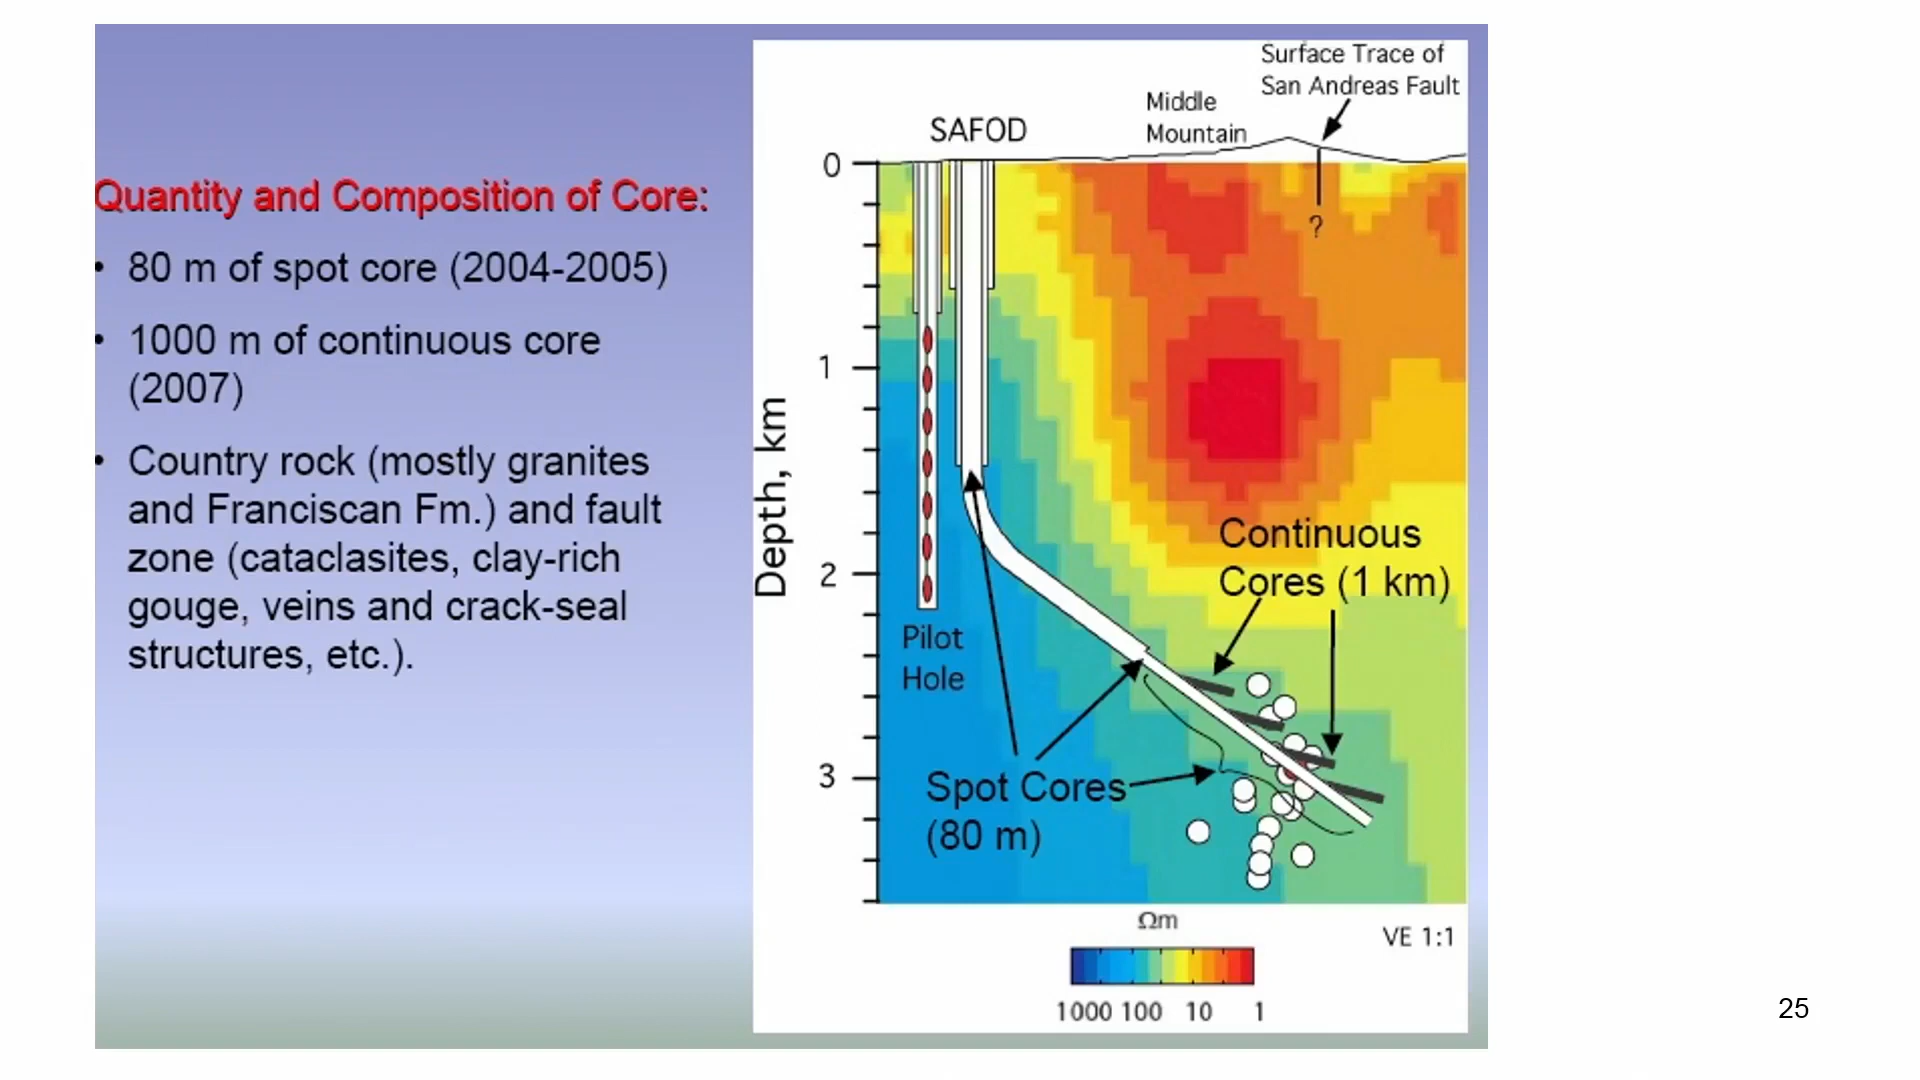 Quantity and Composition of Core:
• 80 m of spot core (2004-2005)
• 1000 m of continuous core
(2007)
• Country rock (mostly granites
and Franciscan Fm.) and fault
zone (cataclasites, clay-rich
gouge, veins and crack-seal
structures, etc.).
Surface Trace of
San Andreas Fault
Middle
Mountain
SAFOD
0
?
1
Depth, km
Continuous
Cores (1 km)
2
Pilot
Hole
3
Spot Cores
(80 m)
Ωm
VE 1:1
1000 100 10 1
25